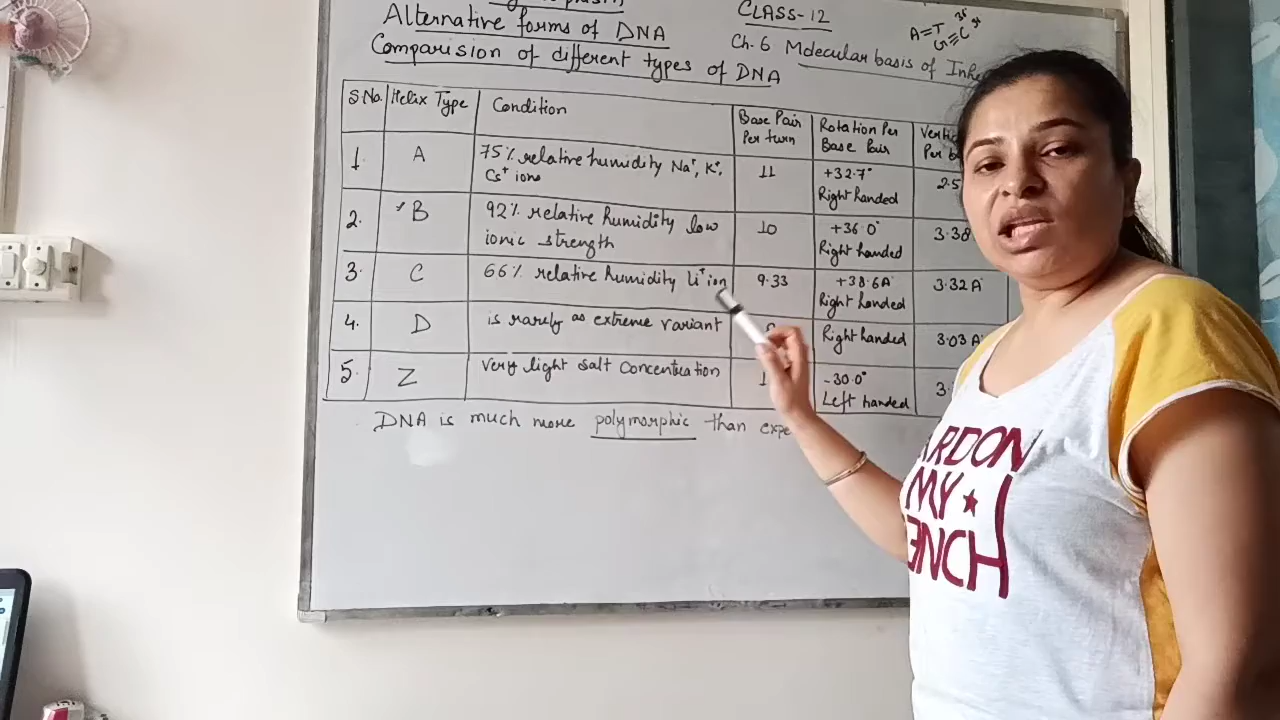 Alternative forms of DNA
Comparision of different types of DNA
CLASS-12
Ch-6 Molecular basis of
A=T
G≡C
S No. Helix Type Condition Base Pair Per turn Rotation Per Base Pair
1. A 75% relative humidity Na⁺, K⁺, Cs⁺ ions 11 +32.7° Right handed 2.5
2. B 92% relative humidity low ionic strength 10 +36.0° Right handed 3.38
3. C 66% relative humidity Li⁺ ion 9.33 +38.6A° Right handed 3.32A°
4. D is rarely as extreme variant Right handed 3.03A°
5. Z very light salt concentration -30.0° Left handed
DNA is much more polymorphic than
MY